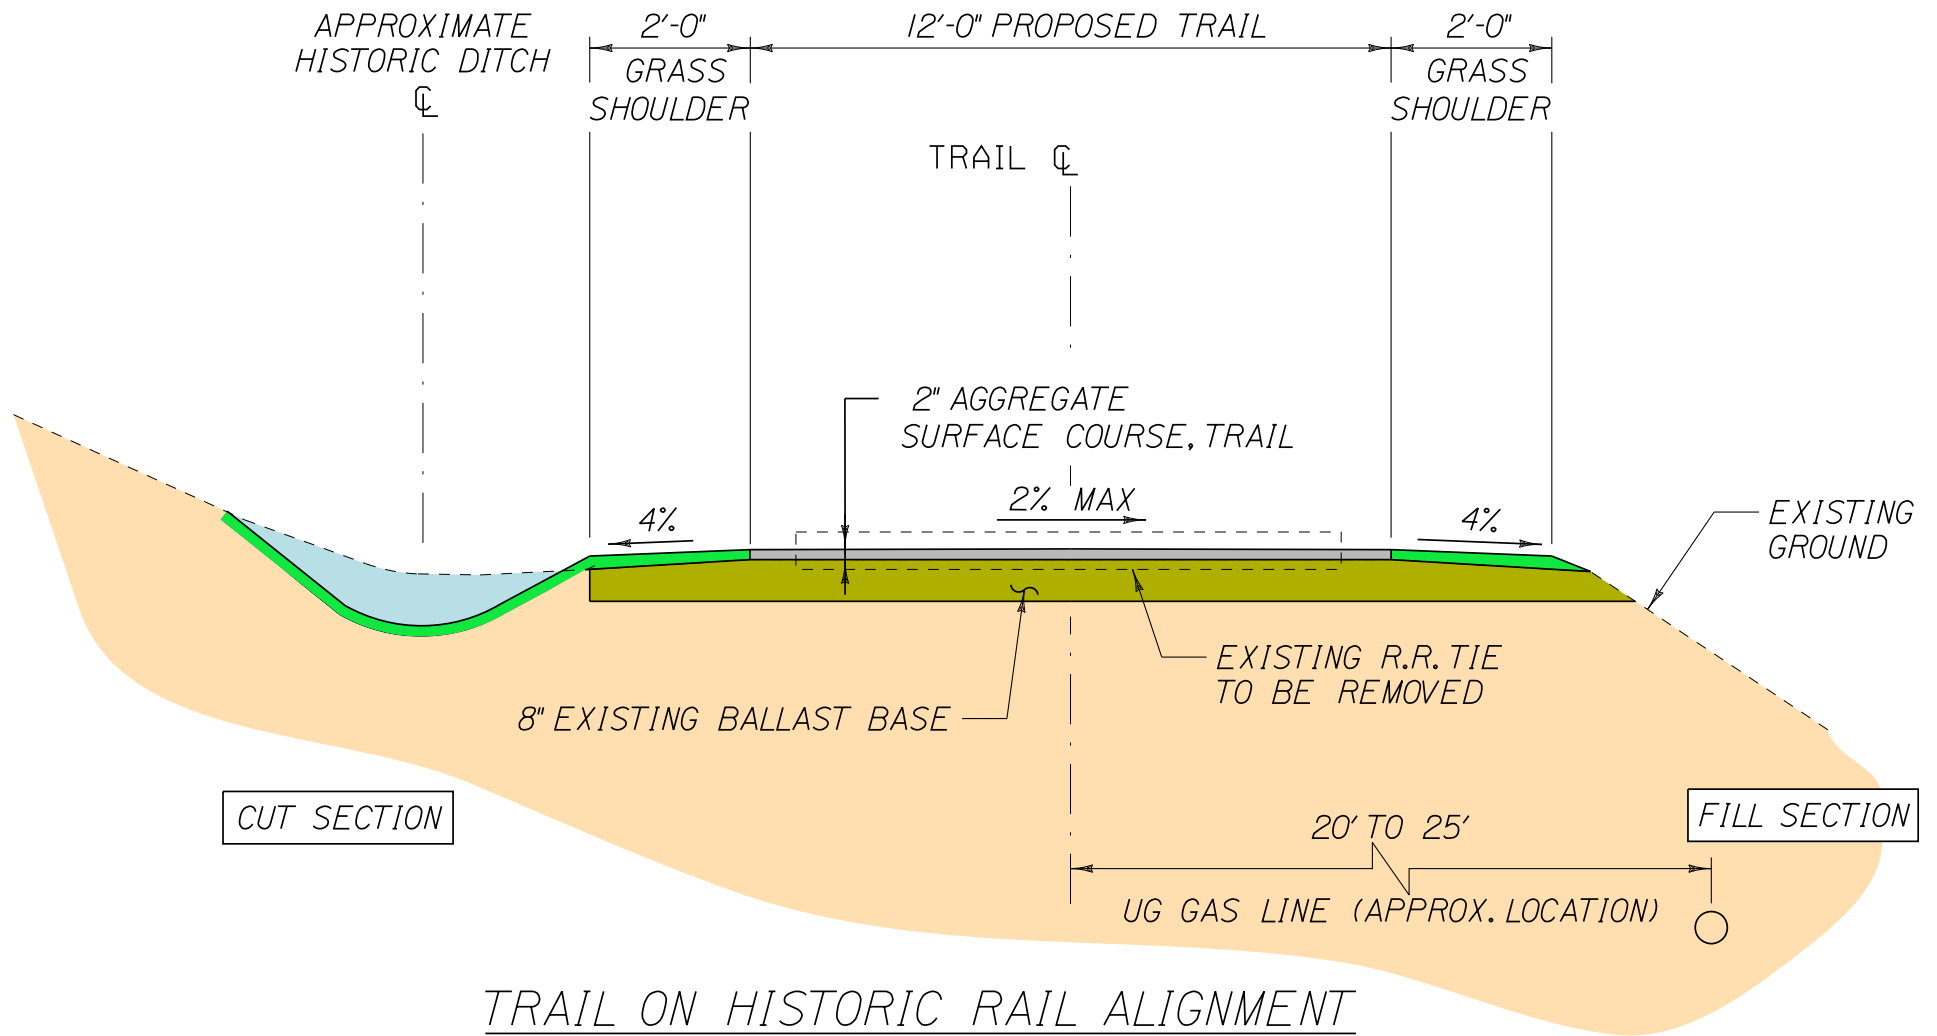 APPROXIMATE
HISTORIC DITCH
℄
2'-0"
GRASS
SHOULDER
12'-0" PROPOSED TRAIL
2'-0"
GRASS
SHOULDER
TRAIL ℄
2" AGGREGATE
SURFACE COURSE, TRAIL
4%
2% MAX
4%
EXISTING
GROUND
EXISTING R.R. TIE
TO BE REMOVED
8" EXISTING BALLAST BASE
CUT SECTION
FILL SECTION
20' TO 25'
UG GAS LINE (APPROX. LOCATION)
TRAIL ON HISTORIC RAIL ALIGNMENT